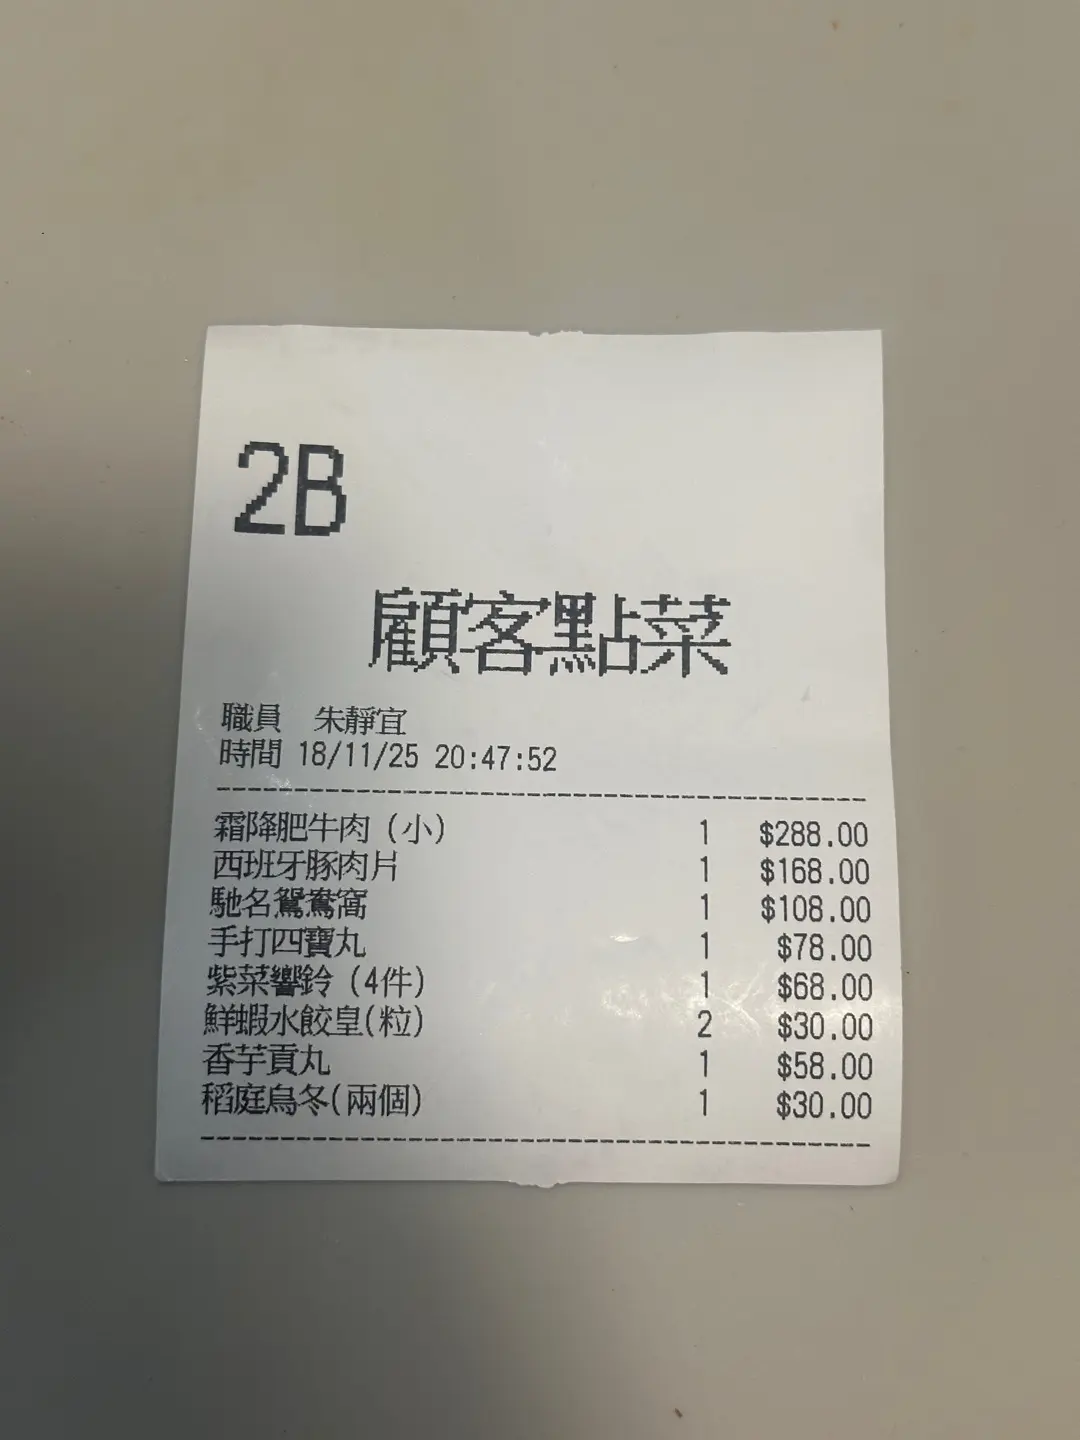 2B
顧客點菜
職員 朱靜宜
時間 18/11/25 20:47:52
霜降肥牛肉 (小) 1 $288.00
西班牙豚肉片 1 $168.00
馳名鴛鴦窩 1 $108.00
手打四寶丸 1 $78.00
紫菜響鈴 (4件) 1 $68.00
鮮蝦水餃皇(粒) 2 $30.00
香芋貢丸 1 $58.00
稻庭烏冬(兩個) 1 $30.00